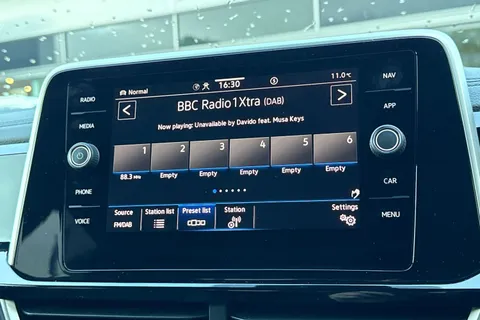 RADIO
MEDIA
PHONE
VOICE
Normal
16:30
11.0°C
BBC Radio 1Xtra (DAB)
< >
Now playing: Unavailable by Davido feat. Musa Keys
1 2 3 4 5 6
88.3 MHz Empty Empty Empty Empty Empty
Source Station list Preset list Station Settings
FM/DAB
NAV
APP
CAR
MENU